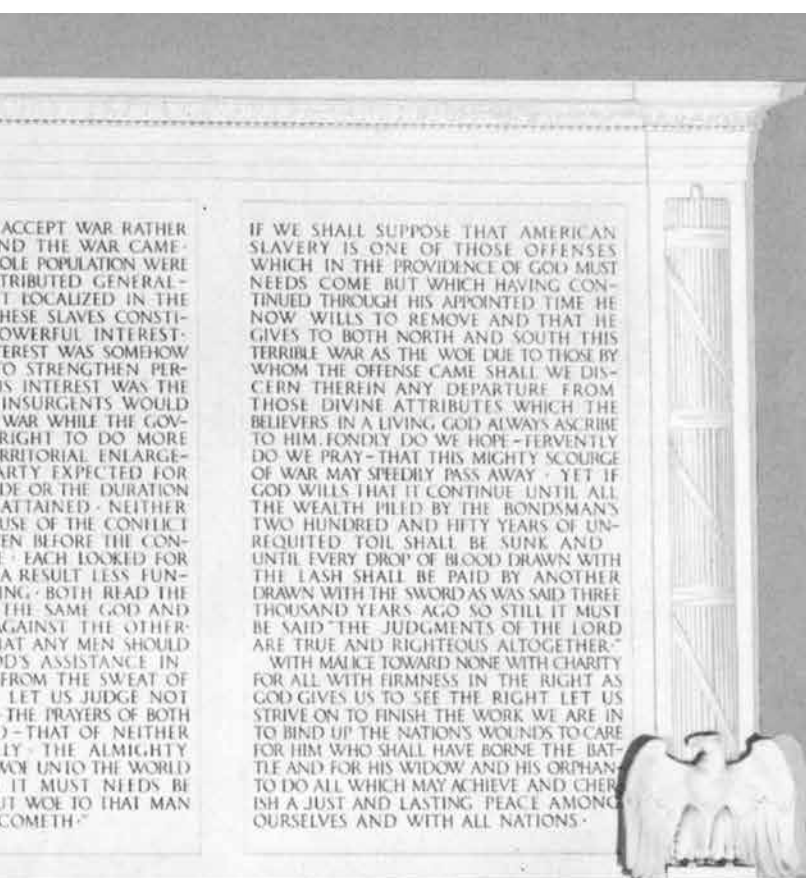 ACCEPT WAR RATHER
ND THE WAR CAME ·
OLE POPULATION WERE
TRIBUTED GENERAL–
T LOCALIZED IN THE
HESE SLAVES CONSTI–
OWERFUL INTEREST·
TEREST WAS SOMEHOW
TO STRENGTHEN PER–
IS INTEREST WAS THE
INSURGENTS WOULD
WAR WHILE THE GOV–
RIGHT TO DO MORE
RRITORIAL ENLARGE–
ARTY EXPECTED FOR
DE OR THE DURATION
ATTAINED · NEITHER
USE OF THE CONFLICT
EN BEFORE THE CON–
E · EACH LOOKED FOR
A RESULT LESS FUN–
ING · BOTH READ THE
THE SAME GOD AND
AGAINST THE OTHER·
HAT ANY MEN SHOULD
OD'S ASSISTANCE IN
FROM THE SWEAT OF
LET US JUDGE NOT
· THE PRAYERS OF BOTH
D – THAT OF NEITHER
LY · THE ALMIGHTY
WOE UNTO THE WORLD
IT MUST NEEDS BE
UT WOE TO THAT MAN
COMETH·"
IF WE SHALL SUPPOSE THAT AMERICAN
SLAVERY IS ONE OF THOSE OFFENSES
WHICH IN THE PROVIDENCE OF GOD MUST
NEEDS COME BUT WHICH HAVING CON–
TINUED THROUGH HIS APPOINTED TIME HE
NOW WILLS TO REMOVE AND THAT HE
GIVES TO BOTH NORTH AND SOUTH THIS
TERRIBLE WAR AS THE WOE DUE TO THOSE BY
WHOM THE OFFENSE CAME SHALL WE DIS–
CERN THEREIN ANY DEPARTURE FROM
THOSE DIVINE ATTRIBUTES WHICH THE
BELIEVERS IN A LIVING GOD ALWAYS ASCRIBE
TO HIM. FONDLY DO WE HOPE – FERVENTLY
DO WE PRAY – THAT THIS MIGHTY SCOURGE
OF WAR MAY SPEEDILY PASS AWAY · YET IF
GOD WILLS THAT IT CONTINUE UNTIL ALL
THE WEALTH PILED BY THE BONDSMAN'S
TWO HUNDRED AND FIFTY YEARS OF UN–
REQUITED TOIL SHALL BE SUNK AND
UNTIL EVERY DROP OF BLOOD DRAWN WITH
THE LASH SHALL BE PAID BY ANOTHER
DRAWN WITH THE SWORD AS WAS SAID THREE
THOUSAND YEARS AGO SO STILL IT MUST
BE SAID "THE JUDGMENTS OF THE LORD
ARE TRUE AND RIGHTEOUS ALTOGETHER·"
WITH MALICE TOWARD NONE WITH CHARITY
FOR ALL WITH FIRMNESS IN THE RIGHT AS
GOD GIVES US TO SEE THE RIGHT LET US
STRIVE ON TO FINISH THE WORK WE ARE IN
TO BIND UP THE NATION'S WOUNDS TO CARE
FOR HIM WHO SHALL HAVE BORNE THE BAT–
TLE AND FOR HIS WIDOW AND HIS ORPHAN–
TO DO ALL WHICH MAY ACHIEVE AND CHER
ISH A JUST AND LASTING PEACE AMONG
OURSELVES AND WITH ALL NATIONS ·